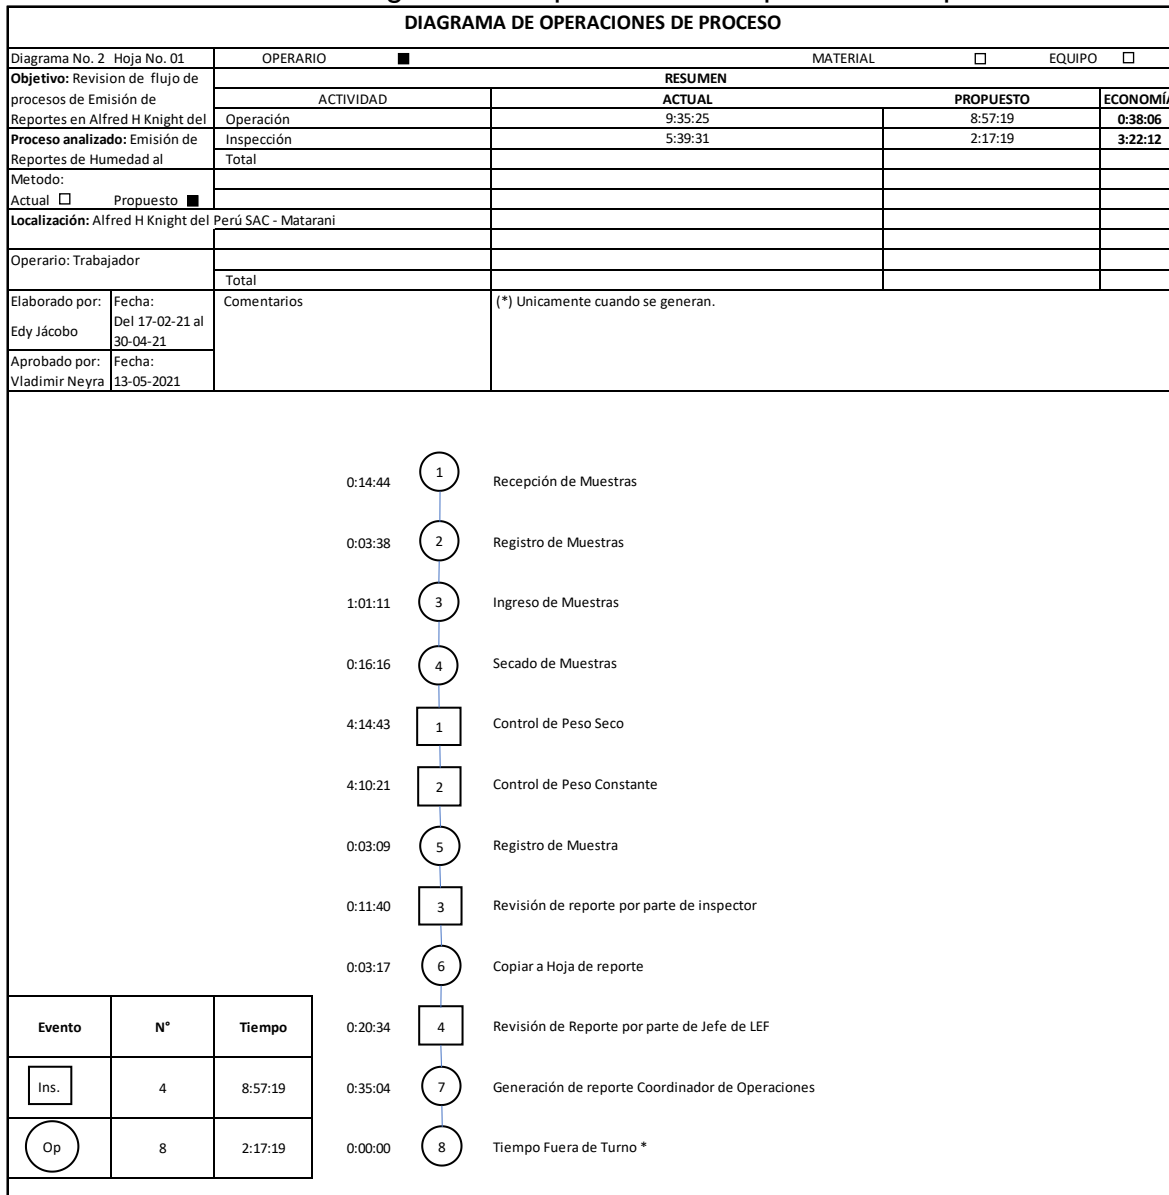 DIAGRAMA DE OPERACIONES DE PROCESO
Diagrama No. 2 Hoja No. 01 OPERARIO MATERIAL EQUIPO
Objetivo: Revision de flujo de
procesos de Emisión de
Reportes en Alfred H Knight del
RESUMEN
ACTIVIDAD ACTUAL PROPUESTO ECONOMÍA
Operación 9:35:25 8:57:19 0:38:06
Proceso analizado: Emisión de
Reportes de Humedad al
Inspección 5:39:31 2:17:19 3:22:12
Total
Metodo:
Actual Propuesto
Localización: Alfred H Knight del Perú SAC - Matarani
Operario: Trabajador
Total
Elaborado por:
Edy Jácobo
Fecha:
Del 17-02-21 al
30-04-21
Comentarios
(*) Unicamente cuando se generan.
Aprobado por:
Vladimir Neyra
Fecha:
13-05-2021
0:14:44 1 Recepción de Muestras
0:03:38 2 Registro de Muestras
1:01:11 3 Ingreso de Muestras
0:16:16 4 Secado de Muestras
4:14:43 1 Control de Peso Seco
4:10:21 2 Control de Peso Constante
0:03:09 5 Registro de Muestra
0:11:40 3 Revisión de reporte por parte de inspector
0:03:17 6 Copiar a Hoja de reporte
0:20:34 4 Revisión de Reporte por parte de Jefe de LEF
0:35:04 7 Generación de reporte Coordinador de Operaciones
0:00:00 8 Tiempo Fuera de Turno *
Evento N° Tiempo
Ins. 4 8:57:19
Op 8 2:17:19